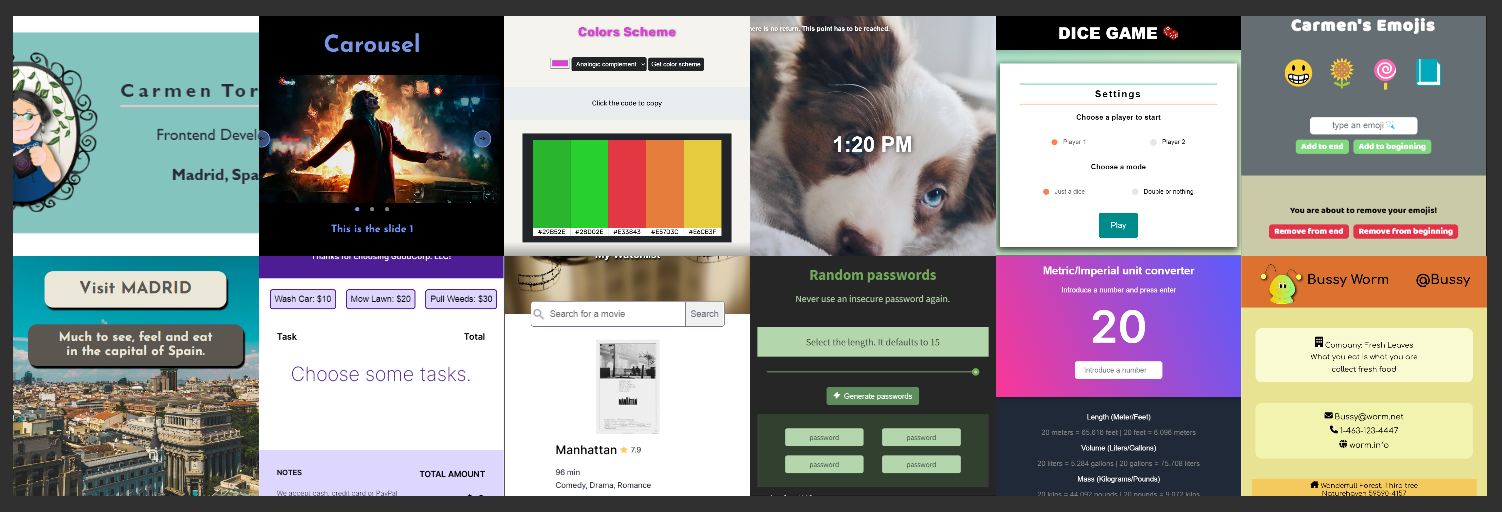 Carmen Tor
Frontend Devel
Madrid, Spa
Carousel
This is the slide 1
Colors Scheme
Analogic complement
Get color scheme
Click the code to copy
#29B52E
#28D02E
#E33843
#E57D3C
#E6CB3F
here is no return. This point has to be reached.
1:20 PM
DICE GAME
Settings
Choose a player to start
Player 1
Player 2
Choose a mode
Just a dice
Double or nothing
Play
Carmen's Emojis
type an emoji
Add to end
Add to beginning
You are about to remove your emojis!
Remove from end
Remove from beginning
Visit MADRID
Much to see, feel and eat
in the capital of Spain.
Thanks for choosing GoodCorp. LLC!
Wash Car: $10
Mow Lawn: $20
Pull Weeds: $30
Task
Total
Choose some tasks.
NOTES
TOTAL AMOUNT
We accept cash, credit card or PayPal
My Watchlist
Search for a movie
Search
Manhattan
7.9
96 min
Comedy, Drama, Romance
Random passwords
Never use an insecure password again.
Select the length. It defaults to 15
Generate passwords
password
password
password
password
Metric/Imperial unit converter
Introduce a number and press enter
20
Introduce a number
Length (Meter/Feet)
20 meters = 65.616 feet | 20 feet = 6.096 meters
Volume (Liters/Gallons)
20 liters = 5.284 gallons | 20 gallons = 75.708 liters
Mass (Kilograms/Pounds)
20 kilos = 44.092 pounds | 20 pounds = 9.072 kilos
Bussy Worm
@Bussy
Company: Fresh Leaves
What you eat is what you are
collect fresh food
Bussy@worm.net
1-463-123-4447
worm.info
Wonderfull Forest, Third tree
Naturehaven 59590-4157